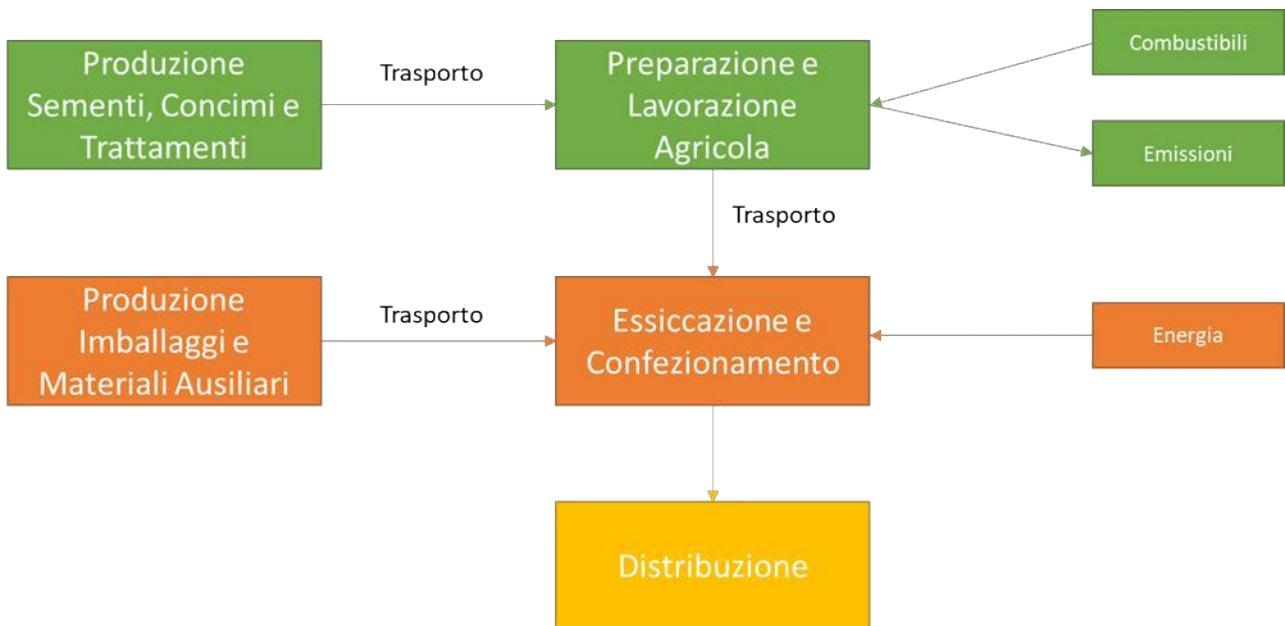 Produzione
Sementi, Concimi e
Trattamenti
Trasporto
Preparazione e
Lavorazione
Agricola
Combustibili
Emissioni
Trasporto
Produzione
Imballaggi e
Materiali Ausiliari
Trasporto
Essiccazione e
Confezionamento
Energia
Distribuzione